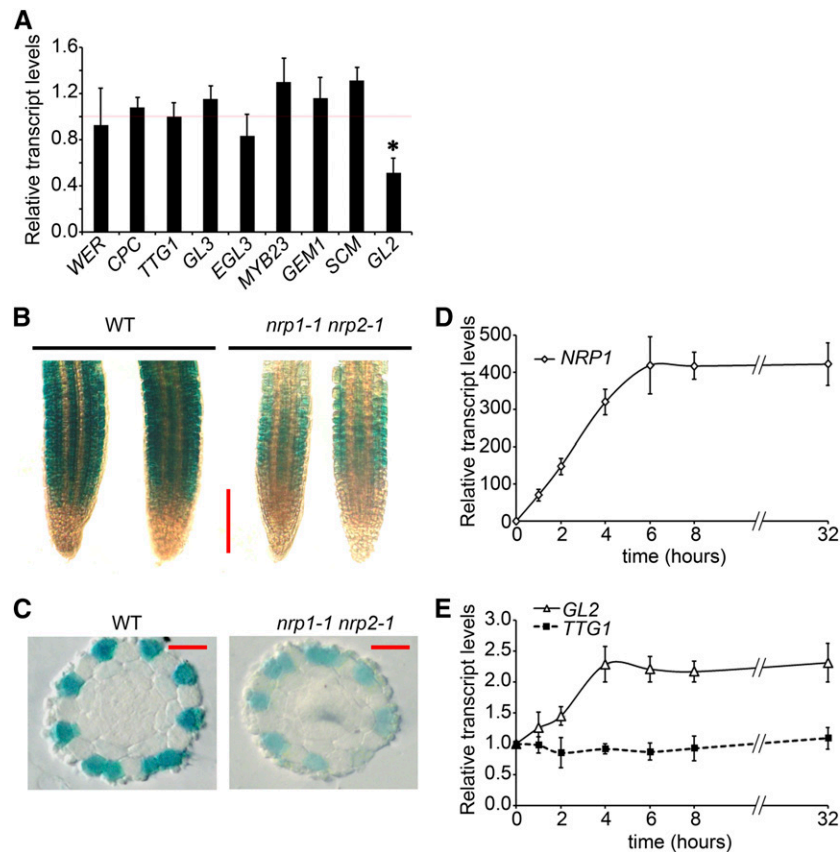 A
Relative transcript levels
1.6
1.2
0.8
0.4
0.0
*
WER
CPC
TTG1
GL3
EGL3
MYB23
GEM1
SCM
GL2
B
WT
nrp1-1 nrp2-1
C
WT
nrp1-1 nrp2-1
D
Relative transcript levels
500
400
300
200
100
0
NRP1
0 2 4 6 8 32
time (hours)
E
Relative transcript levels
3.0
2.5
2.0
1.5
1.0
0.5
0.0
GL2
TTG1
0 2 4 6 8 32
time (hours)